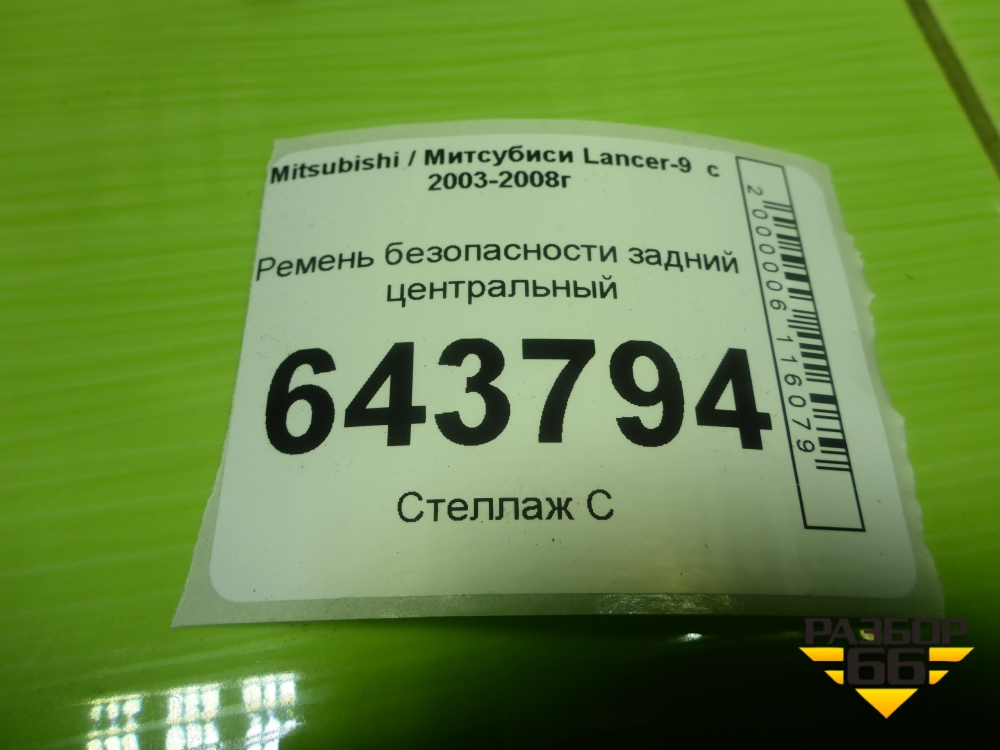 Mitsubishi / Митсубиси Lancer-9 с
2003-2008г
Ремень безопасности задний
центральный
643794
Стеллаж С
2000006116079
РАЗБОР
66